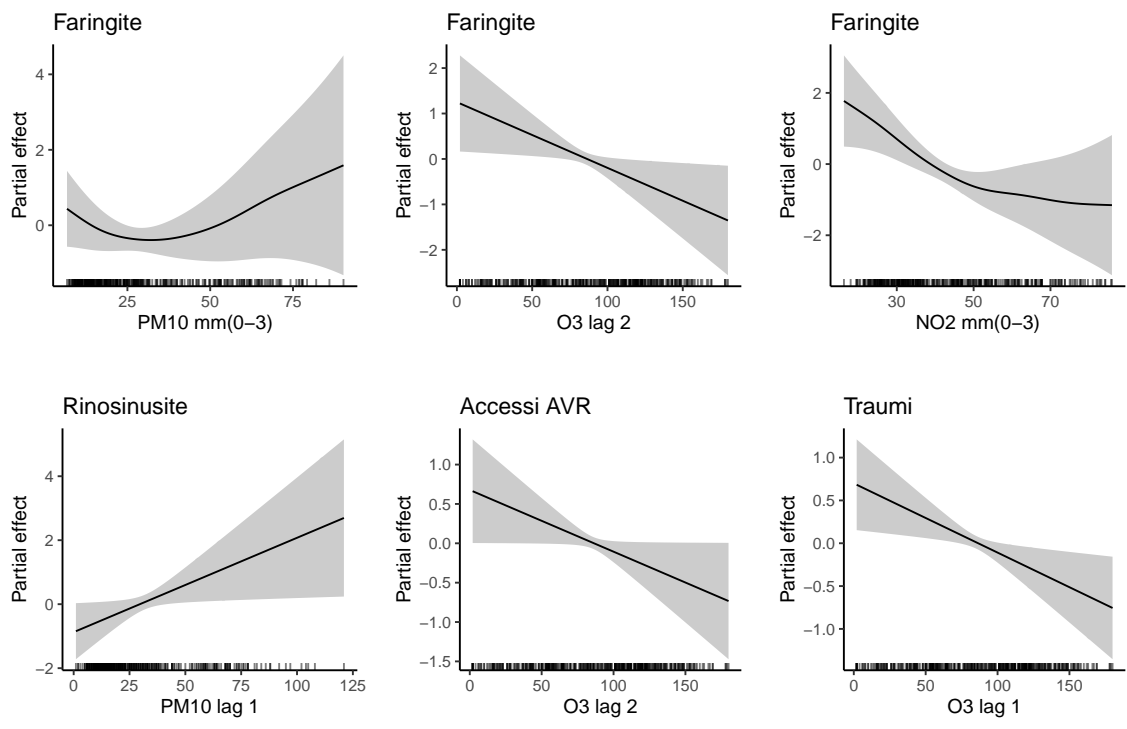 Faringite
Faringite
Faringite
Partial effect
4
2
0
25
50
75
PM10 mm(0−3)
Partial effect
2
1
0
−1
−2
0
50
100
150
O3 lag 2
Partial effect
2
0
−2
30
50
70
NO2 mm(0−3)
Rinosinusite
Accessi AVR
Traumi
Partial effect
4
2
0
−2
0
25
50
75
100
125
PM10 lag 1
Partial effect
1.0
0.5
0.0
−0.5
−1.0
−1.5
0
50
100
150
O3 lag 2
Partial effect
1.0
0.5
0.0
−0.5
−1.0
0
50
100
150
O3 lag 1